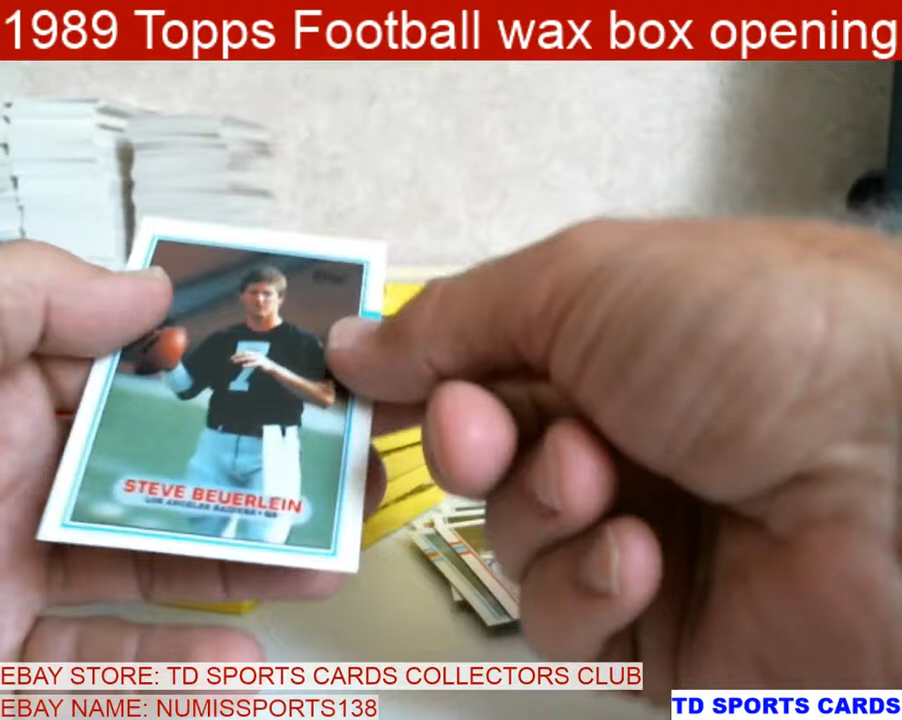 1989 Topps Football wax box opening
7
STEVE BEUERLEIN
LOS ANGELES RAIDERS • QB
EBAY STORE: TD SPORTS CARDS COLLECTORS CLUB
EBAY NAME: NUMISSPORTS138
TD SPORTS CARDS